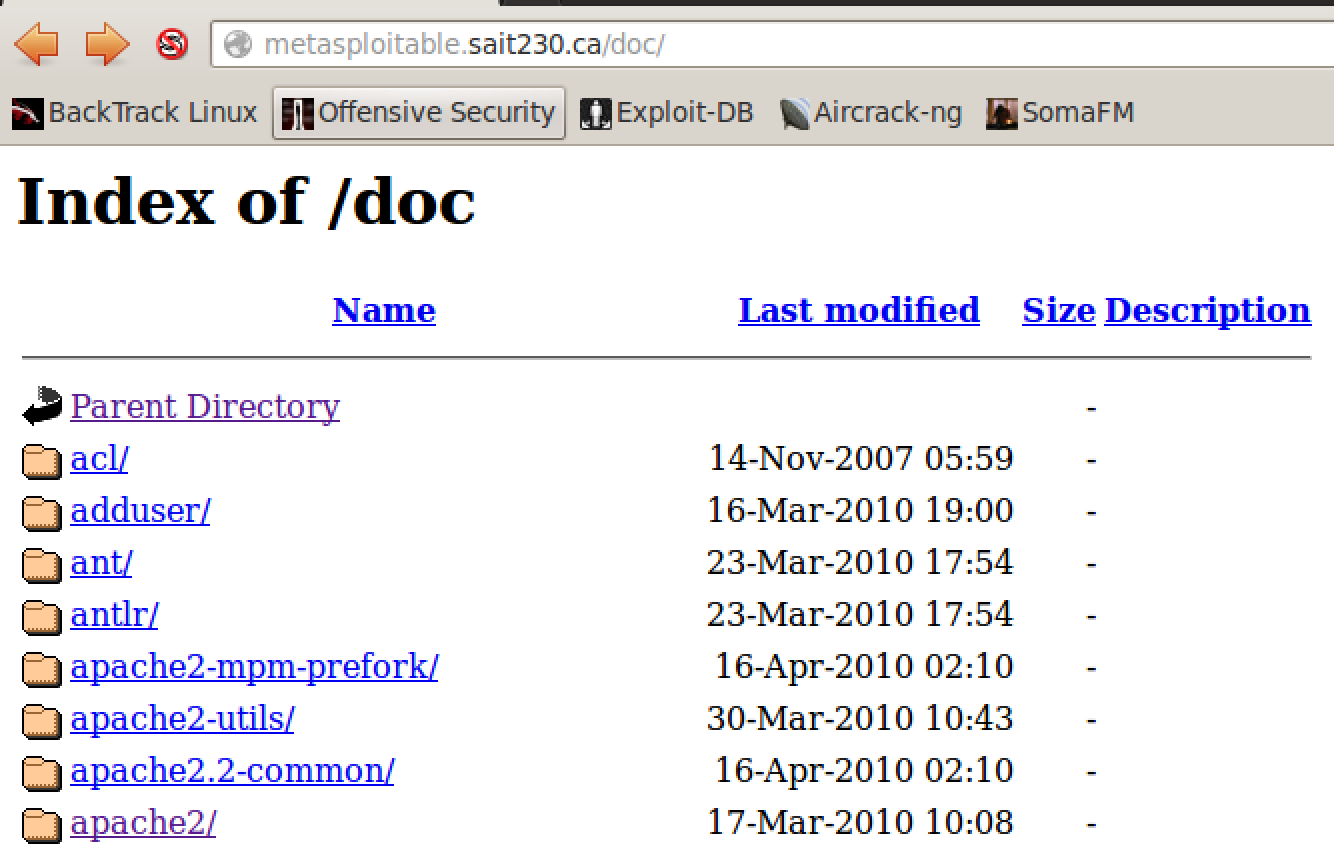 metasploitable.sait230.ca/doc/
BackTrack Linux Offensive Security Exploit-DB Aircrack-ng SomaFM
Index of /doc
Name Last modified Size Description
Parent Directory -
acl/ 14-Nov-2007 05:59 -
adduser/ 16-Mar-2010 19:00 -
ant/ 23-Mar-2010 17:54 -
antlr/ 23-Mar-2010 17:54 -
apache2-mpm-prefork/ 16-Apr-2010 02:10 -
apache2-utils/ 30-Mar-2010 10:43 -
apache2.2-common/ 16-Apr-2010 02:10 -
apache2/ 17-Mar-2010 10:08 -